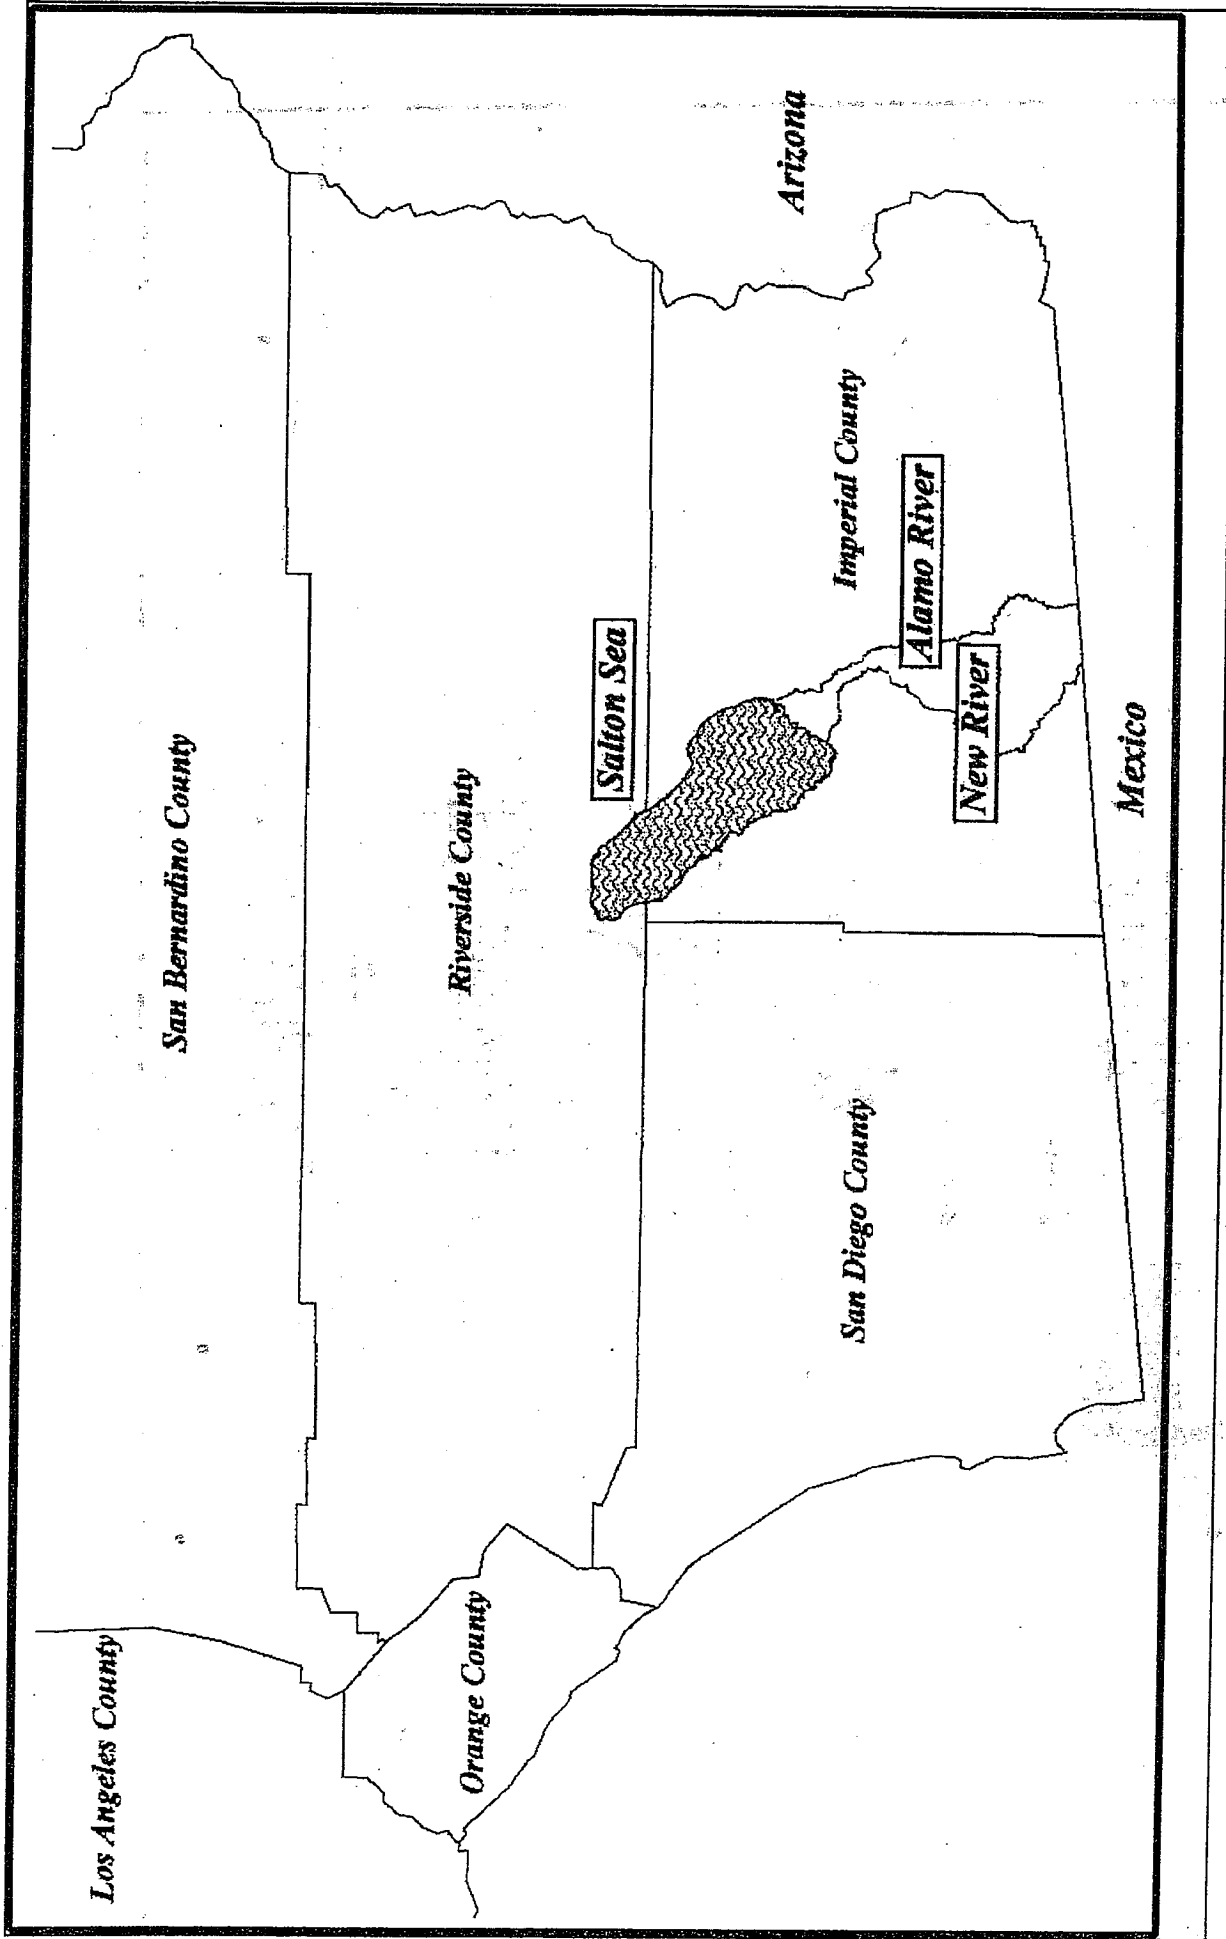 Los Angeles County
San Bernardino County
Orange County
Riverside County
Salton Sea
San Diego County
Imperial County
Arizona
Alamo River
New River
Mexico